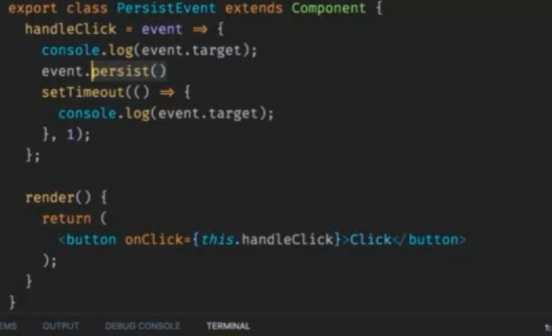 export class PersistEvent extends Component {
handleClick = event => {
console.log(event.target);
event.persist()
setTimeout(() => {
console.log(event.target);
}, 1);
};
render() {
return (
<button onClick={this.handleClick}>Click</button>
);
}
}
EMS OUTPUT DEBUG CONSOLE TERMINAL